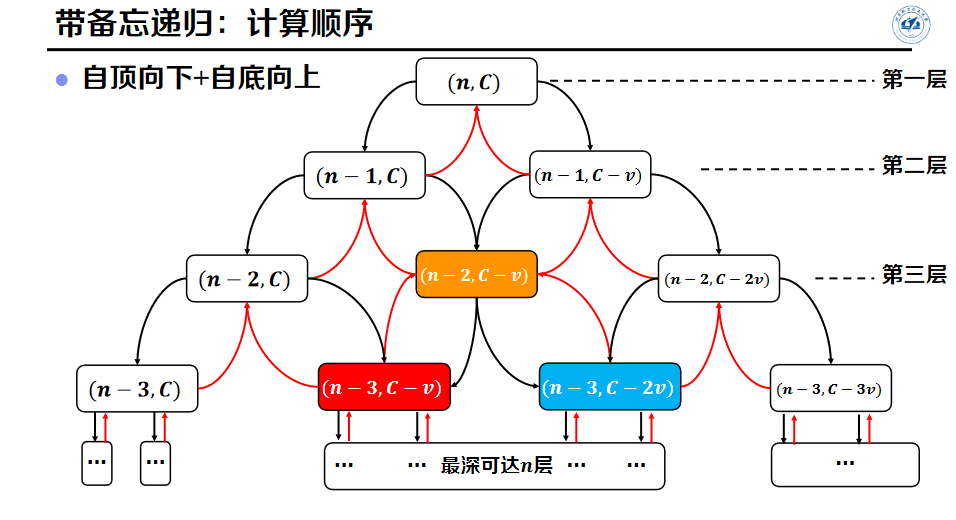 带备忘递归：计算顺序
自顶向下+自底向上
(n, C)
第一层
(n − 1, C)
(n − 1, C − v)
第二层
(n − 2, C)
(n − 2, C − v)
(n − 2, C − 2v)
第三层
(n − 3, C)
(n − 3, C − v)
(n − 3, C − 2v)
(n − 3, C − 3v)
…
…
… … 最深可达n层 … …
…